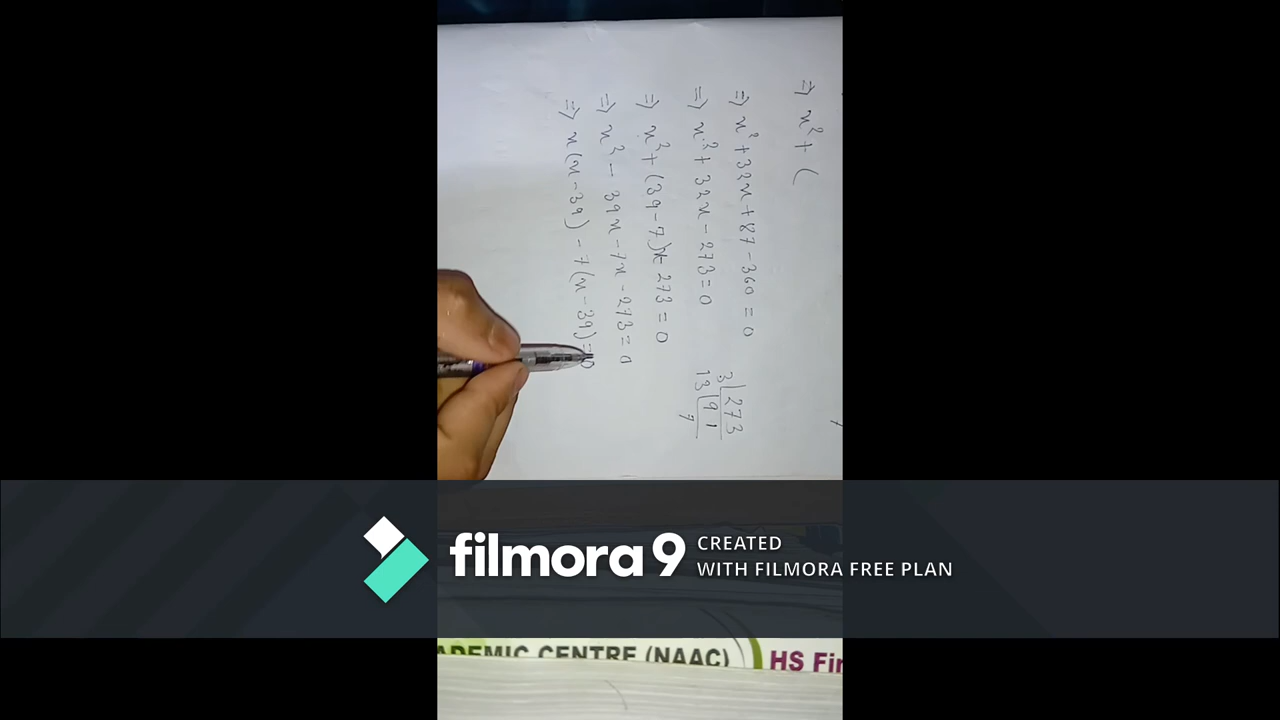 ⇒ x² + (
⇒ x² + 32x + 87 - 360 = 0
⇒ x² + 32x - 273 = 0
⇒ x² + (39 - 7)x - 273 = 0
⇒ x² - 39x - 7x - 273 = 0
⇒ x(x - 39) - 7(x - 39) = 0
3 | 273
13 | 91
7
filmora 9
CREATED
WITH FILMORA FREE PLAN
ADEMIC CENTRE (NAAC)
HS Fir